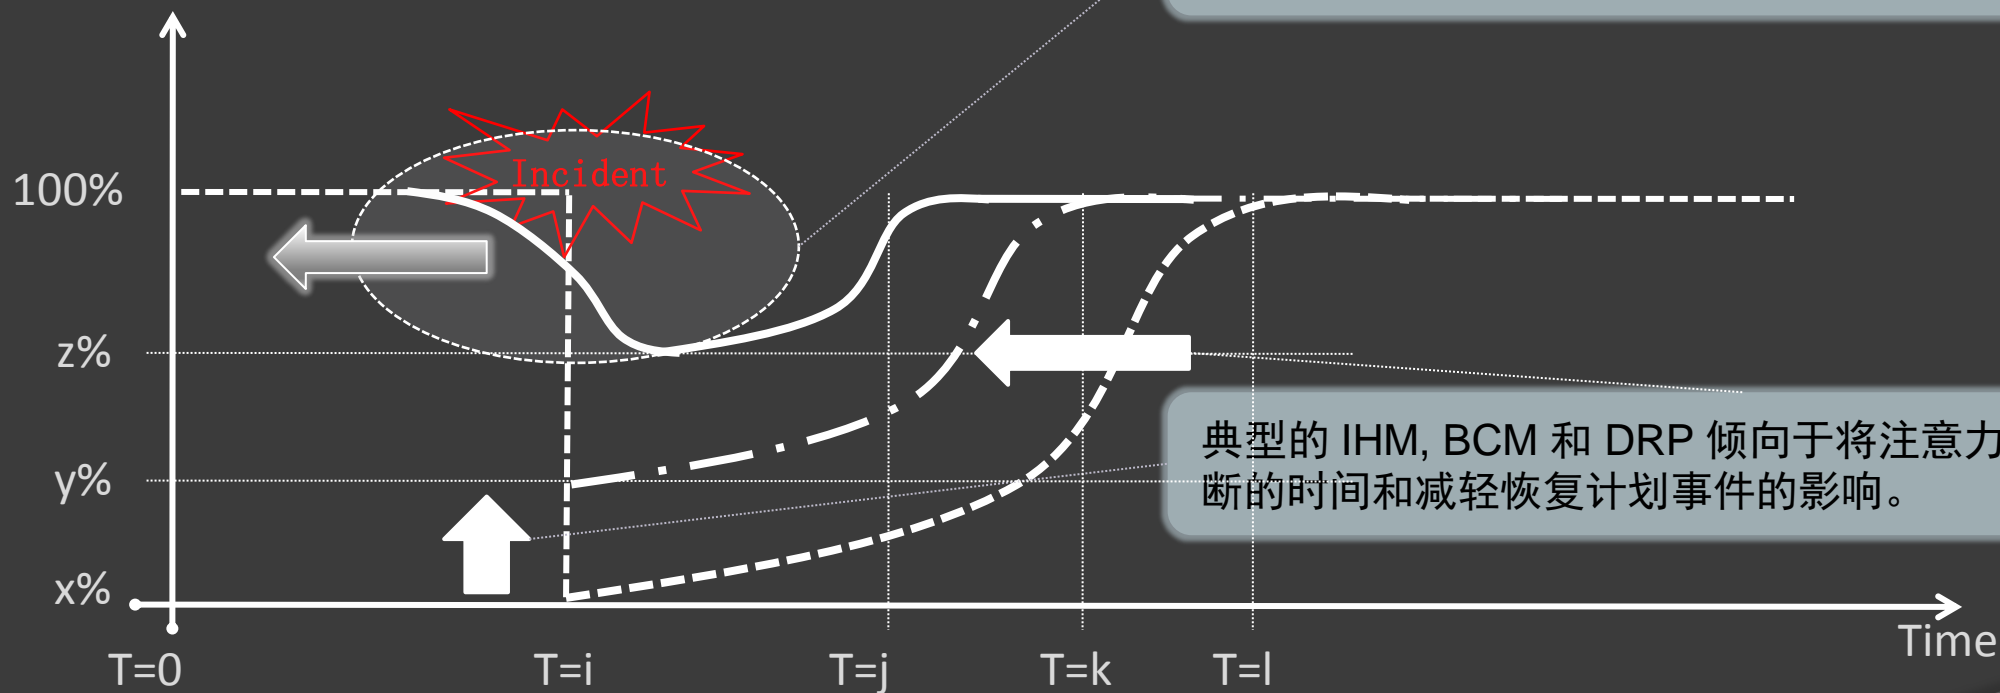 Incident
100%
z%
典型的 IHM, BCM 和 DRP 倾向于将注意力
断的时间和减轻恢复计划事件的影响。
y%
x%
Time
T=0
T=i
T=j
T=k
T=l